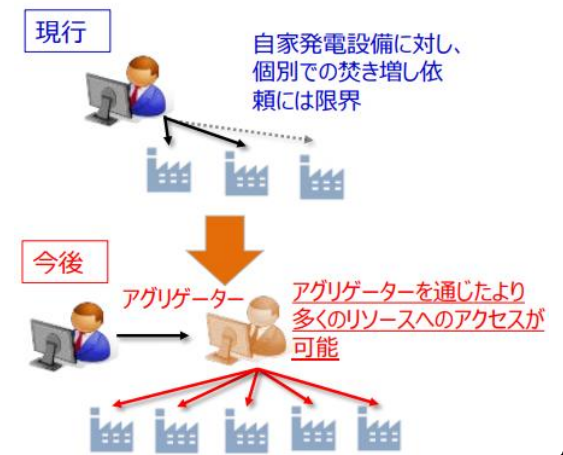 現行
自家発電設備に対し、
個別での焚き増し依
頼には限界
今後
アグリゲーター
アグリゲーターを通じたより
多くのリソースへのアクセスが
可能